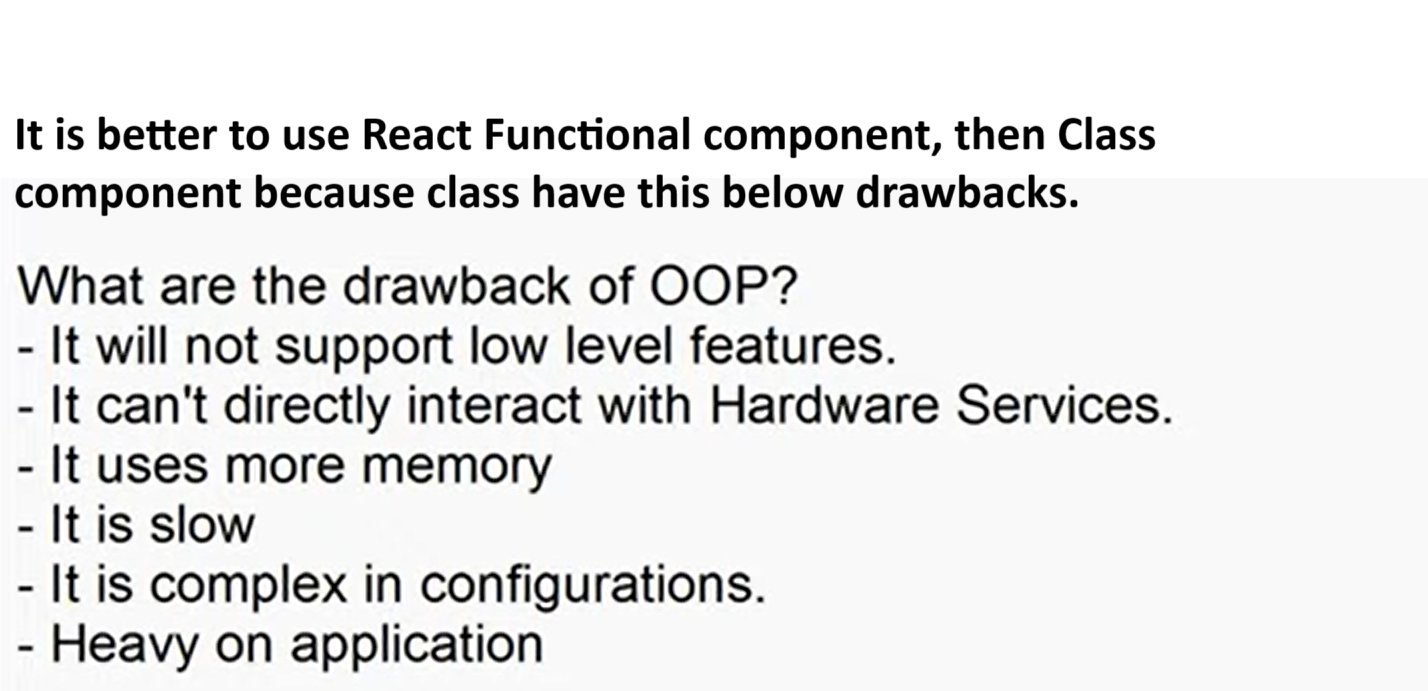 It is better to use React Functional component, then Class
component because class have this below drawbacks.
What are the drawback of OOP?
- It will not support low level features.
- It can't directly interact with Hardware Services.
- It uses more memory
- It is slow
- It is complex in configurations.
- Heavy on application